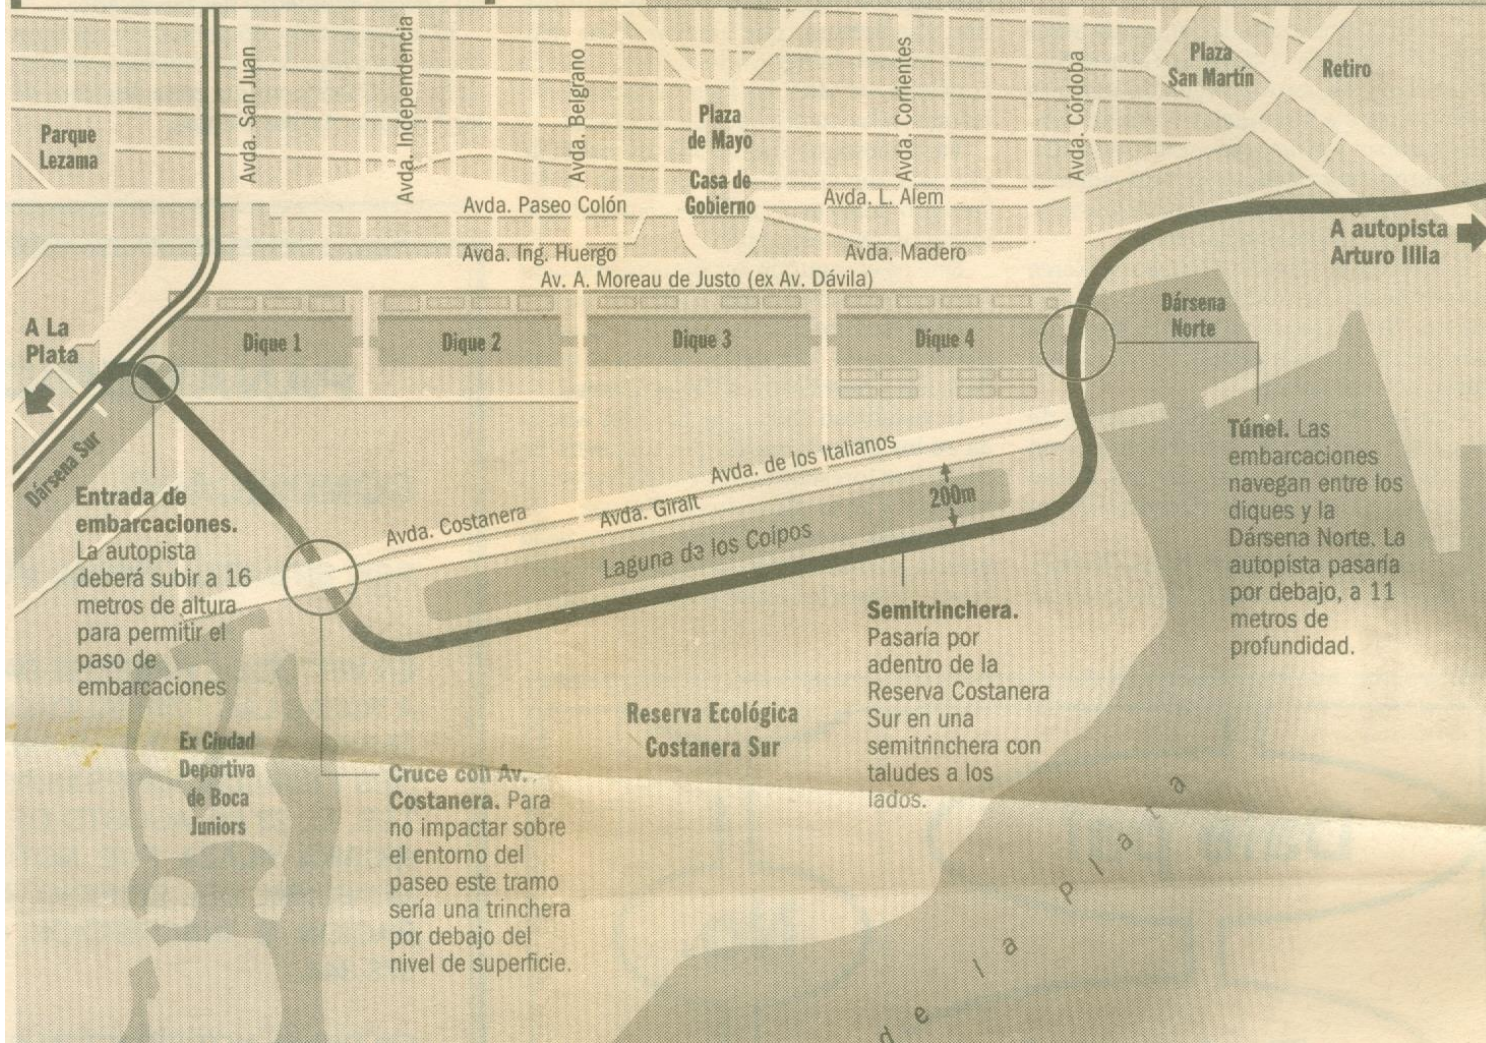 Avda. San Juan
Avda. Independencia
Avda. Belgrano
Plaza
de Mayo
Avda. Corrientes
Avda. Córdoba
Plaza
San Martín
Retiro
Parque
Lezama
Casa de
Gobierno
Avda. Paseo Colón
Avda. L. Alem
Avda. Ing. Huergo
Avda. Madero
Av. A. Moreau de Justo (ex Av. Dávila)
A autopista
Arturo Illia
A La
Plata
Dique 1
Dique 2
Dique 3
Dique 4
Dársena
Norte
Dársena Sur
Entrada de
embarcaciones.
La autopista
deberá subir a 16
metros de altura
para permitir el
paso de
embarcaciones
Avda. Costanera
Avda. Giralt
Avda. de los Italianos
Laguna de los Coipos
200m
Túnel. Las
embarcaciones
navegan entre los
diques y la
Dársena Norte. La
autopista pasaría
por debajo, a 11
metros de
profundidad.
Semitrinchera.
Pasaría por
adentro de la
Reserva Costanera
Sur en una
semitrinchera con
taludes a los
lados.
Reserva Ecológica
Costanera Sur
Ex Ciudad
Deportiva
de Boca
Juniors
Cruce con Av.
Costanera. Para
no impactar sobre
el entorno del
paseo este tramo
sería una trinchera
por debajo del
nivel de superficie.
de la Plata